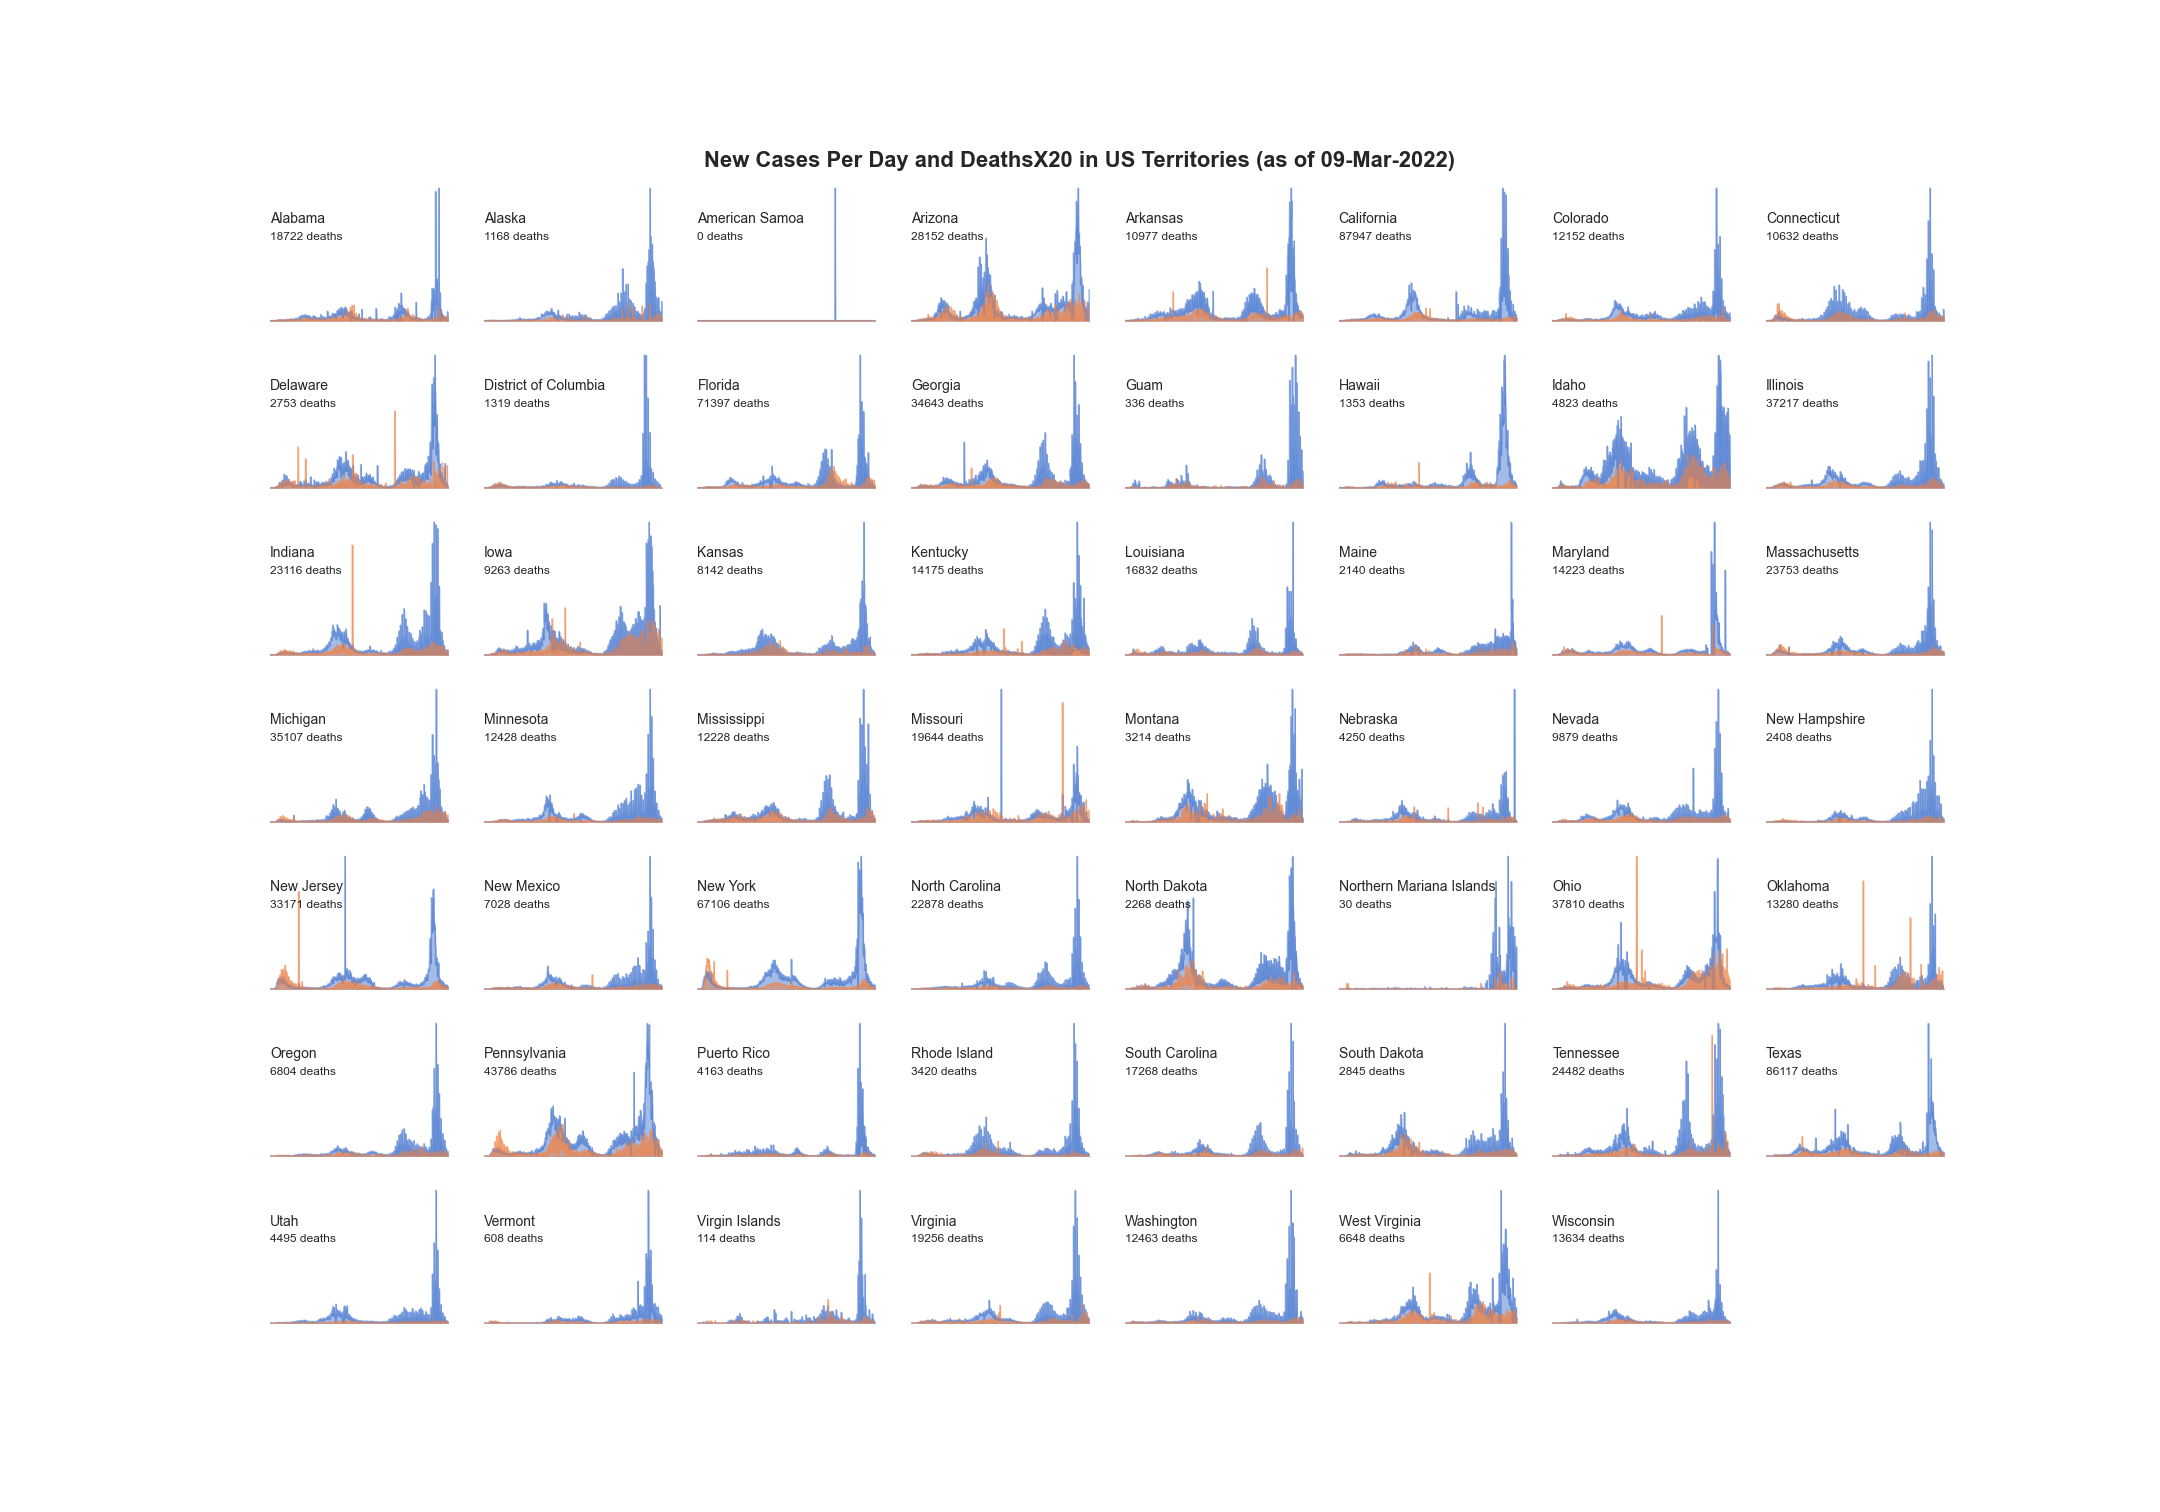 New Cases Per Day and DeathsX20 in US Territories (as of 09-Mar-2022)
Alabama
18722 deaths
Alaska
1168 deaths
American Samoa
0 deaths
Arizona
28152 deaths
Arkansas
10977 deaths
California
87947 deaths
Colorado
12152 deaths
Connecticut
10632 deaths
Delaware
2753 deaths
District of Columbia
1319 deaths
Florida
71397 deaths
Georgia
34643 deaths
Guam
336 deaths
Hawaii
1353 deaths
Idaho
4823 deaths
Illinois
37217 deaths
Indiana
23116 deaths
Iowa
9263 deaths
Kansas
8142 deaths
Kentucky
14175 deaths
Louisiana
16832 deaths
Maine
2140 deaths
Maryland
14223 deaths
Massachusetts
23753 deaths
Michigan
35107 deaths
Minnesota
12428 deaths
Mississippi
12228 deaths
Missouri
19644 deaths
Montana
3214 deaths
Nebraska
4250 deaths
Nevada
9879 deaths
New Hampshire
2408 deaths
New Jersey
33171 deaths
New Mexico
7028 deaths
New York
67106 deaths
North Carolina
22878 deaths
North Dakota
2268 deaths
Northern Mariana Islands
30 deaths
Ohio
37810 deaths
Oklahoma
13280 deaths
Oregon
6804 deaths
Pennsylvania
43786 deaths
Puerto Rico
4163 deaths
Rhode Island
3420 deaths
South Carolina
17268 deaths
South Dakota
2845 deaths
Tennessee
24482 deaths
Texas
86117 deaths
Utah
4495 deaths
Vermont
608 deaths
Virgin Islands
114 deaths
Virginia
19256 deaths
Washington
12463 deaths
West Virginia
6648 deaths
Wisconsin
13634 deaths